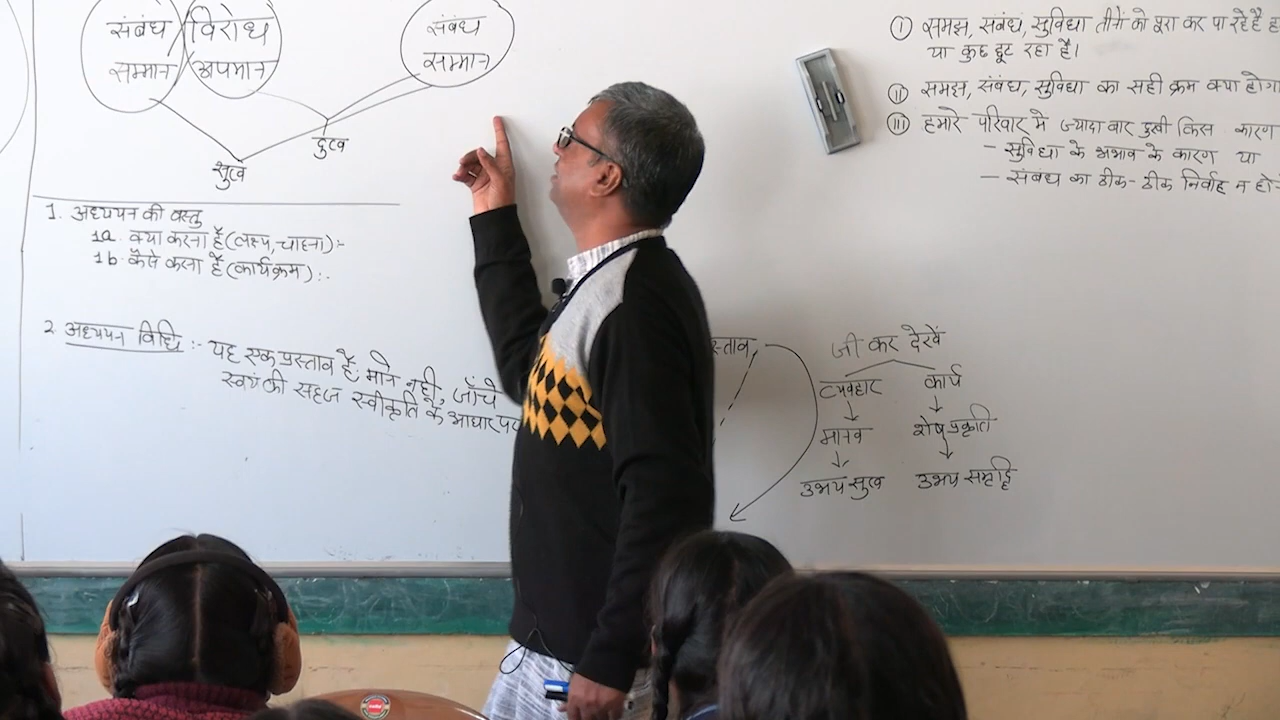 संबंध
सम्मान
विरोध
अपमान
संबंध
सम्मान
दुःख
सुख
1. अध्ययन की वस्तु
1a. क्या करना है (लक्ष्य, चाहना) :-
1b. कैसे करना है (कार्यक्रम) :-
2. अध्ययन विधि :- यह एक प्रस्ताव है, माने नहीं, जाँचे
स्वयं की सहज स्वीकृति के आधार पर
स्ताव
जी कर देखें
व्यवहार
कार्य
मानव
शेष प्रकृति
उभय सुख
उभय समृद्धि
I समझ, संबंध, सुविधा तीनों को पूरा कर पा रहे हैं
या कुछ छूट रहा है।
II समझ, संबंध, सुविधा का सही क्रम क्या होगा
III हमारे परिवार में ज्यादा बार दुखी किस कारण
- सुविधा के अभाव के कारण या
- संबंध का ठीक-ठीक निर्वाह न